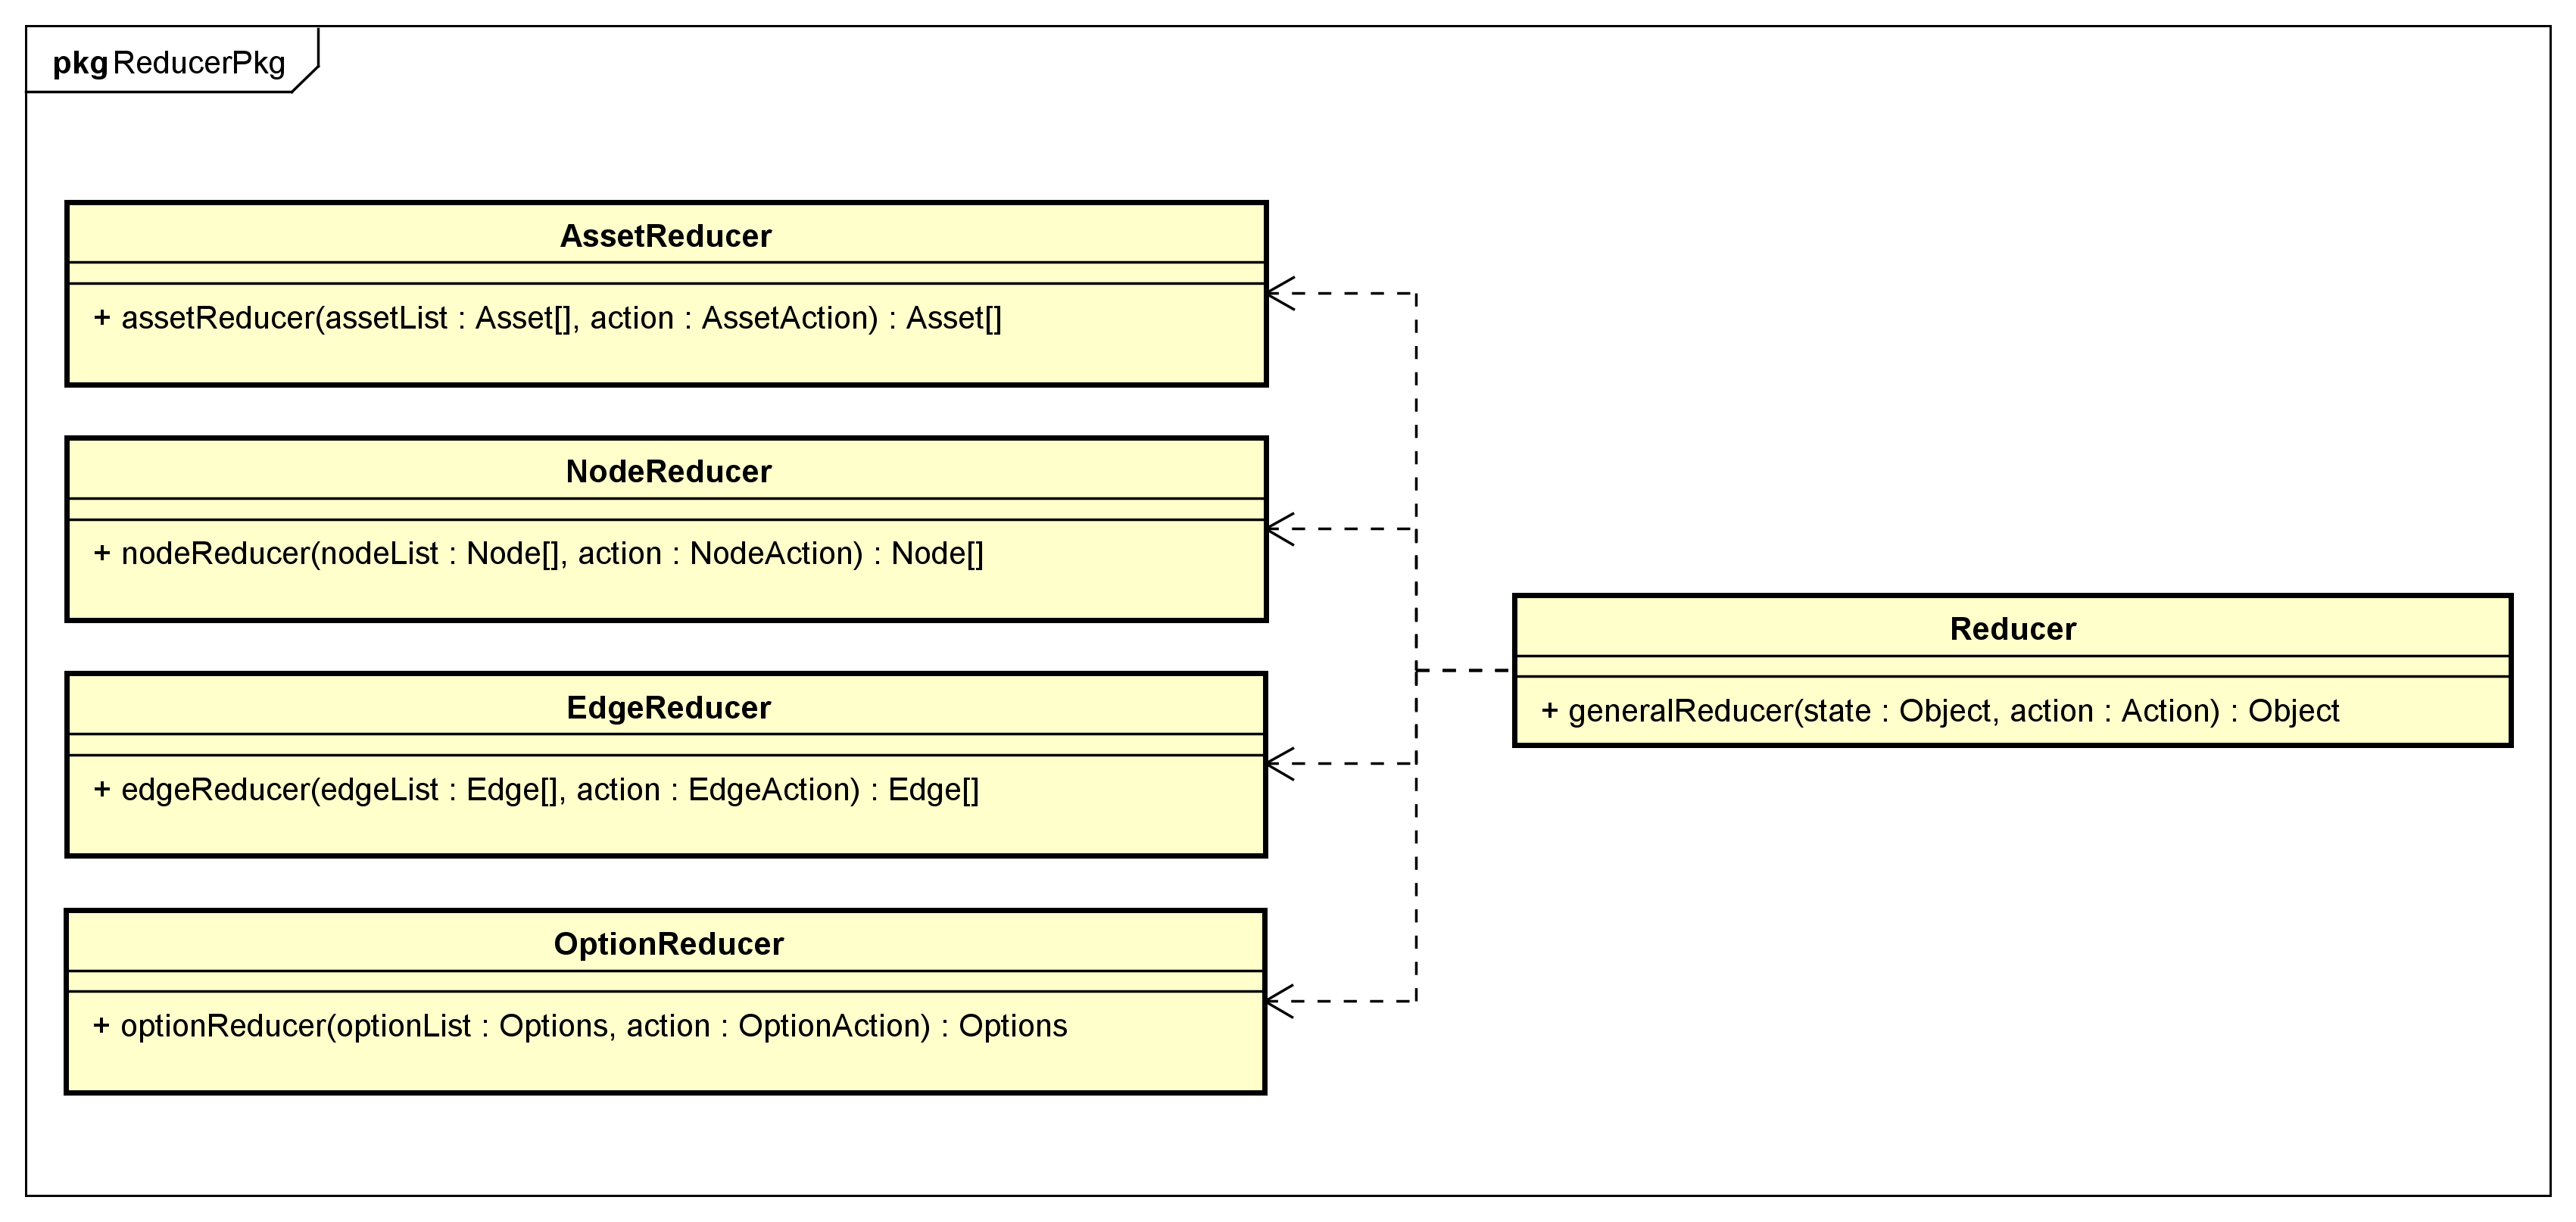 pkg ReducerPkg
AssetReducer
+ assetReducer(assetList : Asset[], action : AssetAction) : Asset[]
NodeReducer
+ nodeReducer(nodeList : Node[], action : NodeAction) : Node[]
EdgeReducer
+ edgeReducer(edgeList : Edge[], action : EdgeAction) : Edge[]
OptionReducer
+ optionReducer(optionList : Options, action : OptionAction) : Options
Reducer
+ generalReducer(state : Object, action : Action) : Object